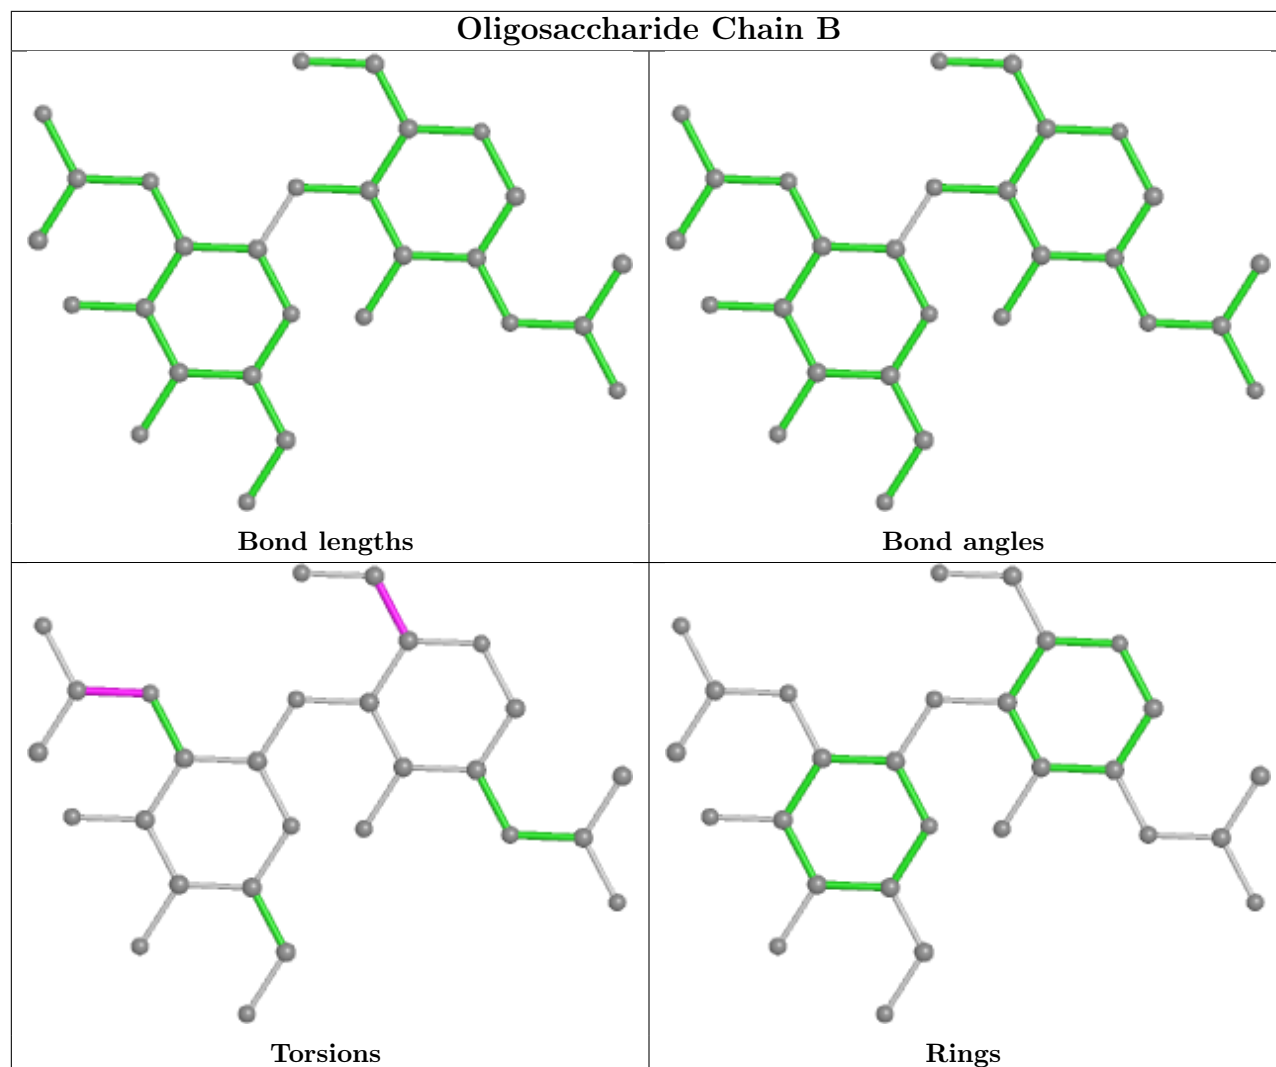 Oligosaccharide Chain B
Bond lengths
Bond angles
Torsions
Rings